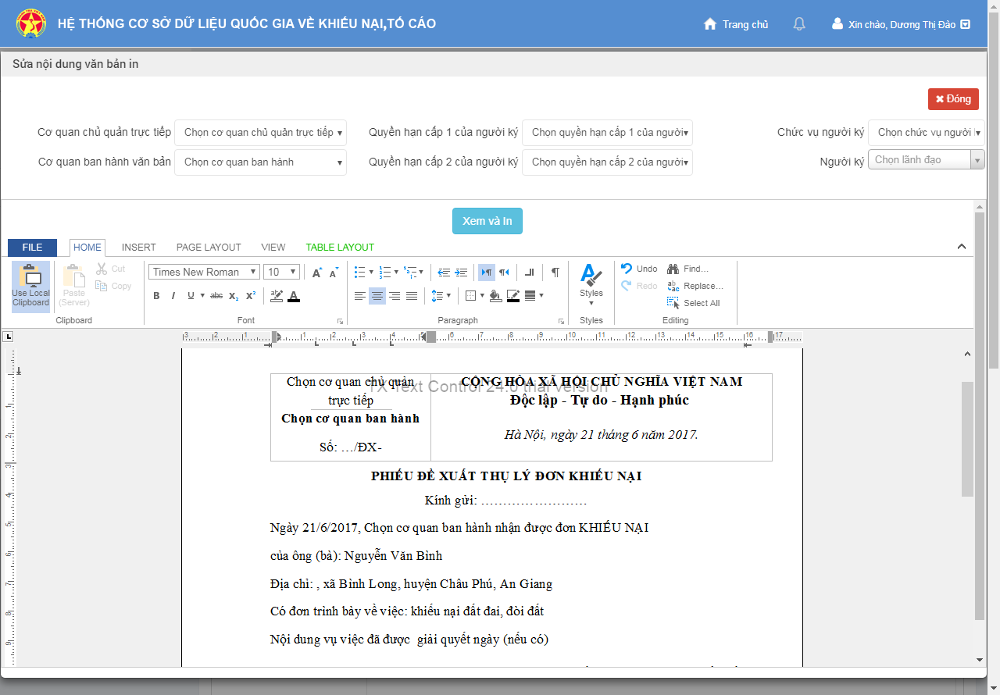 HỆ THỐNG CƠ SỞ DỮ LIỆU QUỐC GIA VỀ KHIẾU NẠI,TỐ CÁO
Trang chủ
Xin chào, Dương Thị Đảo
Sửa nội dung văn bản in
Đóng
Cơ quan chủ quản trực tiếp
Chọn cơ quan chủ quản trực tiếp
Quyền hạn cấp 1 của người ký
Chọn quyền hạn cấp 1 của người
Chức vụ người ký
Chọn chức vụ người
Cơ quan ban hành văn bản
Chọn cơ quan ban hành
Quyền hạn cấp 2 của người ký
Chọn quyền hạn cấp 2 của người
Người ký
Chọn lãnh đạo
Xem và In
FILE HOME INSERT PAGE LAYOUT VIEW TABLE LAYOUT
Use Local Clipboard
Paste (Server)
Cut
Copy
Clipboard
Times New Roman
10
B I U abc X₂ X²
Font
Paragraph
Styles
Styles
Undo
Redo
Find...
Replace...
Select All
Editing
3 2 1 1 2 3 4 5 6 7 8 9 10 11 12 13 14 15 16 17
1
2
3
4
5
6
7
8
9
TX Text Control 24.0 trial version
Chọn cơ quan chủ quản
trực tiếp
Chọn cơ quan ban hành
Số: …/ĐX-
CỘNG HÒA XÃ HỘI CHỦ NGHĨA VIỆT NAM
Độc lập - Tự do - Hạnh phúc
Hà Nội, ngày 21 tháng 6 năm 2017.
PHIẾU ĐỀ XUẤT THỤ LÝ ĐƠN KHIẾU NẠI
Kính gửi: ……………………
Ngày 21/6/2017, Chọn cơ quan ban hành nhận được đơn KHIẾU NẠI
của ông (bà): Nguyễn Văn Bình
Địa chỉ: , xã Bình Long, huyện Châu Phú, An Giang
Có đơn trình bày về việc: khiếu nại đất đai, đòi đất
Nội dung vụ việc đã được  giải quyết ngày (nếu có)